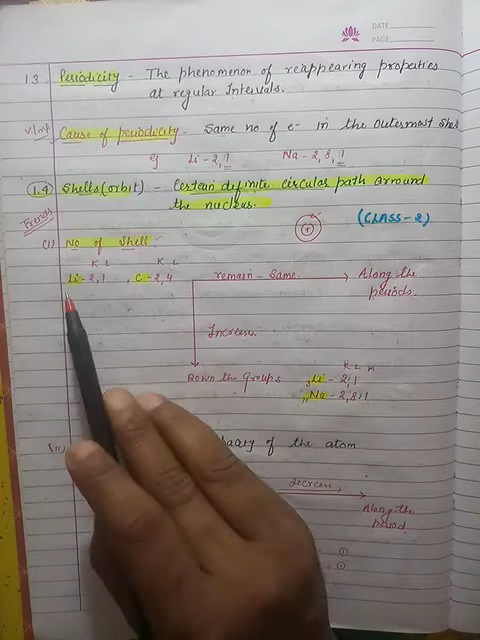 DATE
PAGE
1.3 Periodicity - The phenomenon of reappearing properties
at regular Intervals.
V.Imp Cause of periodicity - Same no of e- in the outermost Shell
Li - 2,1 Na - 2,8,1
1.4 Shells (orbit) - Certain definite circular path around
the nucleus.
Trends
(CLASS-2)
(i) No of Shell:
K L K L
Li - 2,1 , C - 2,4
remain - Same. Along the
periods.
Increase.
K L M
Down the Groups Li - 2,1
Na - 2,8,1
(ii) of the atom
decrease
Along the
period